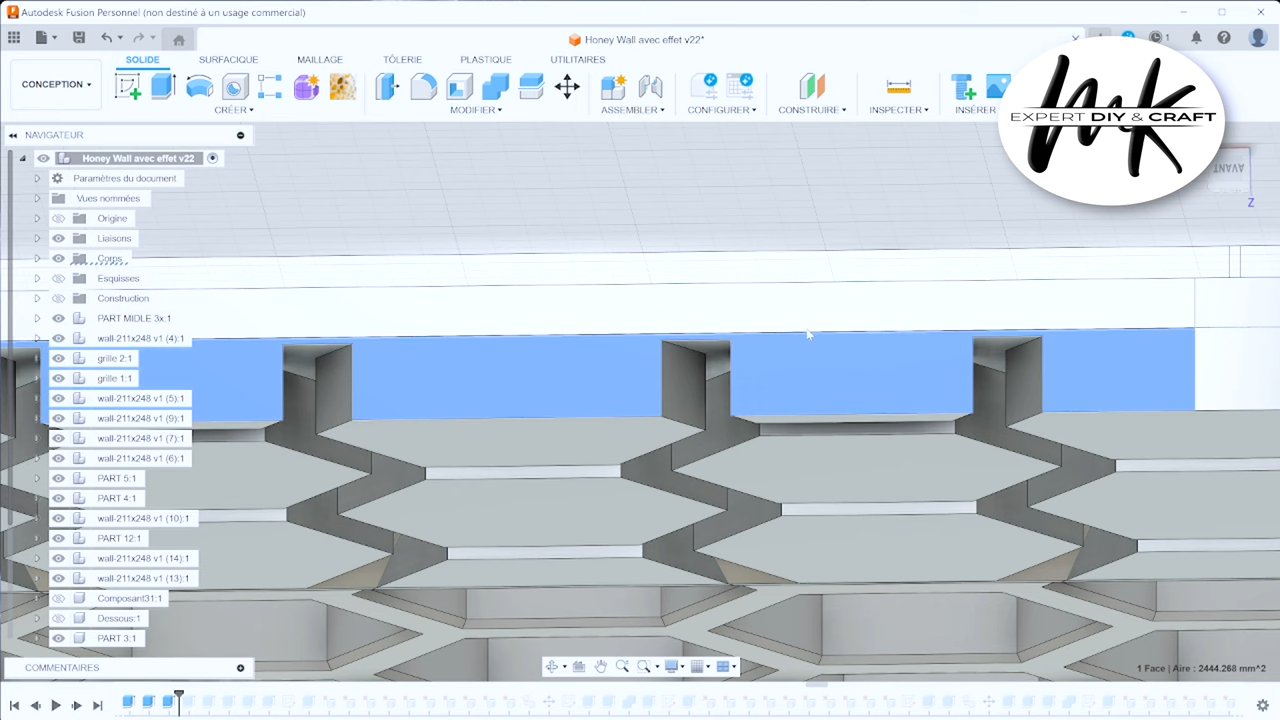 Autodesk Fusion Personnel (non destiné à un usage commercial)
Honey Wall avec effet v22*
1
SOLIDE
SURFACIQUE
MAILLAGE
TÔLERIE
PLASTIQUE
UTILITAIRES
CONCEPTION
CRÉER
MODIFIER
ASSEMBLER
CONFIGURER
CONSTRUIRE
INSPECTER
INSÉRER
MK
EXPERT DIY & CRAFT
AVANT
Z
NAVIGATEUR
Honey Wall avec effet v22
Paramètres du document
Vues nommées
Origine
Liaisons
Corps
Esquisses
Construction
PART MIDLE 3x:1
wall-211x248 v1 (4):1
grille 2:1
grille 1:1
wall-211x248 v1 (5):1
wall-211x248 v1 (9):1
wall-211x248 v1 (7):1
wall-211x248 v1 (6):1
PART 5:1
PART 4:1
wall-211x248 v1 (10):1
PART 12:1
wall-211x248 v1 (14):1
wall-211x248 v1 (13):1
Composant31:1
Dessous:1
PART 3:1
COMMENTAIRES
1 Face | Aire : 2444.268 mm^2